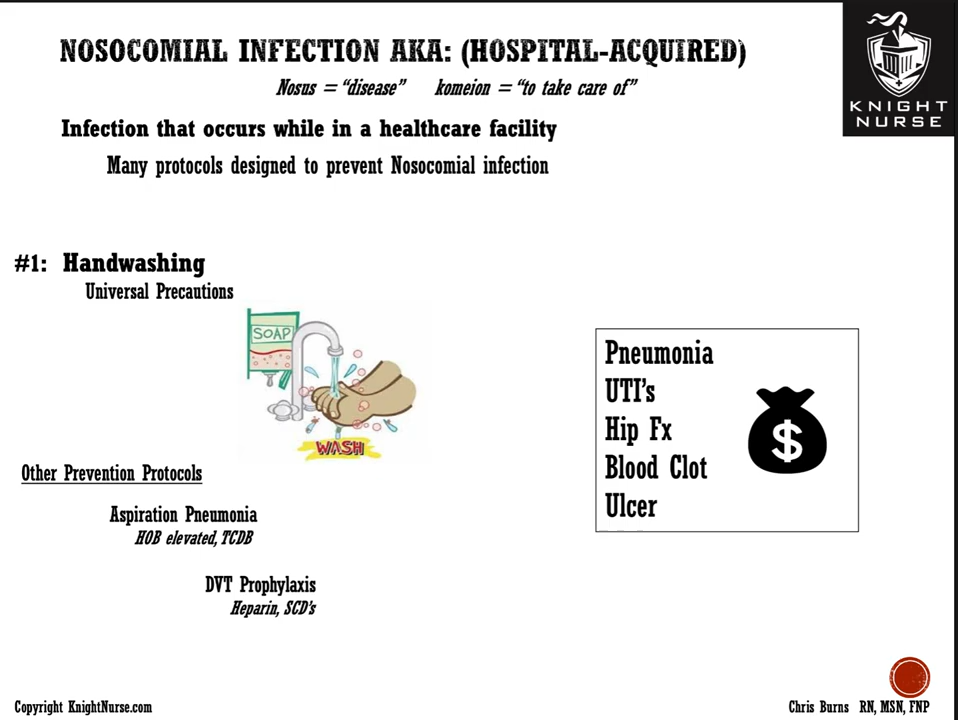 NOSOCOMIAL INFECTION AKA: (HOSPITAL-ACQUIRED)
Nosus = “disease” komeion = “to take care of”
KNIGHT
NURSE
Infection that occurs while in a healthcare facility
Many protocols designed to prevent Nosocomial infection
#1: Handwashing
Universal Precautions
SOAP
WASH
Pneumonia
UTI’s
Hip Fx
Blood Clot
Ulcer
$
Other Prevention Protocols
Aspiration Pneumonia
HOB elevated, TCDB
DVT Prophylaxis
Heparin, SCD’s
Copyright KnightNurse.com
Chris Burns RN, MSN, FNP